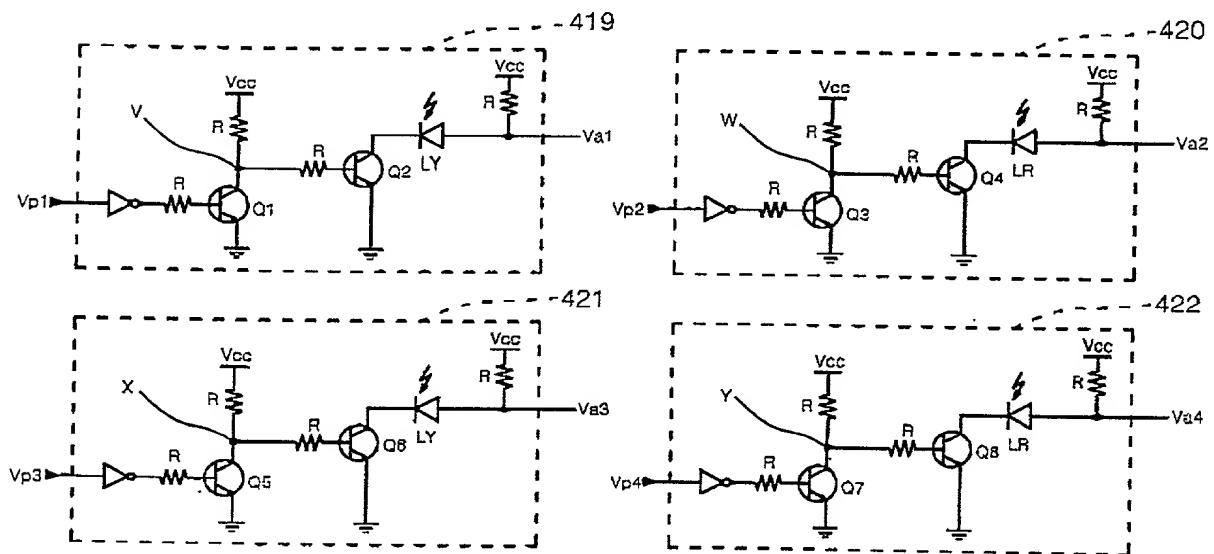 419
Vcc
Vcc
R
V
R
Va1
R
Q2
LY
Vp1
R
Q1
420
Vcc
Vcc
R
W
R
Va2
R
Q4
LR
Vp2
R
Q3
421
Vcc
Vcc
R
X
R
Va3
R
Q6
LY
Vp3
R
Q5
422
Vcc
Vcc
R
Y
R
Va4
R
Q8
LR
Vp4
R
Q7